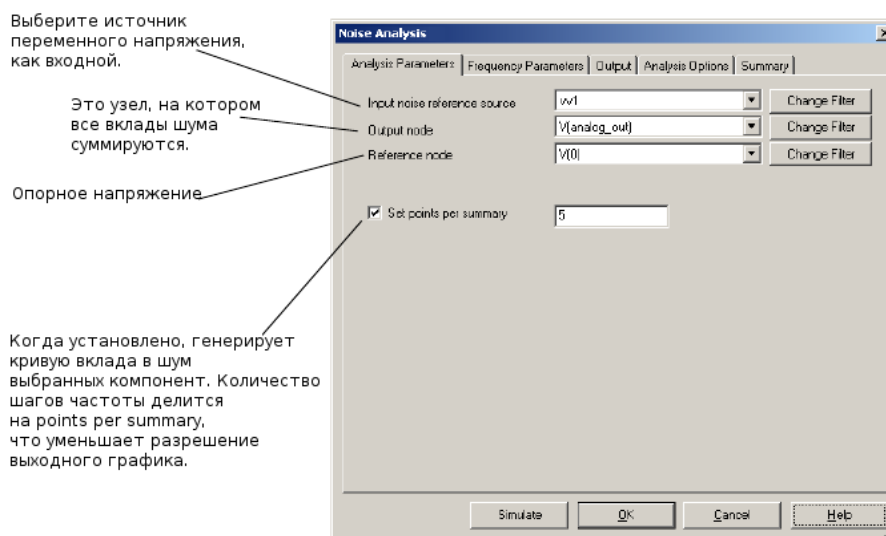 Выберите источник
переменного напряжения,
как входной.
Это узел, на котором
все вклады шума
суммируются.
Опорное напряжение
Когда установлено, генерирует
кривую вклада в шум
выбранных компонент. Количество
шагов частоты делится
на points per summary,
что уменьшает разрешение
выходного графика.
Noise Analysis
Analysis Parameters Frequency Parameters Output Analysis Options Summary
Input noise reference source vv1 Change Filter
Output node V(analog_out) Change Filter
Reference node V(0) Change Filter
Set points per summary 5
Simulate OK Cancel Help